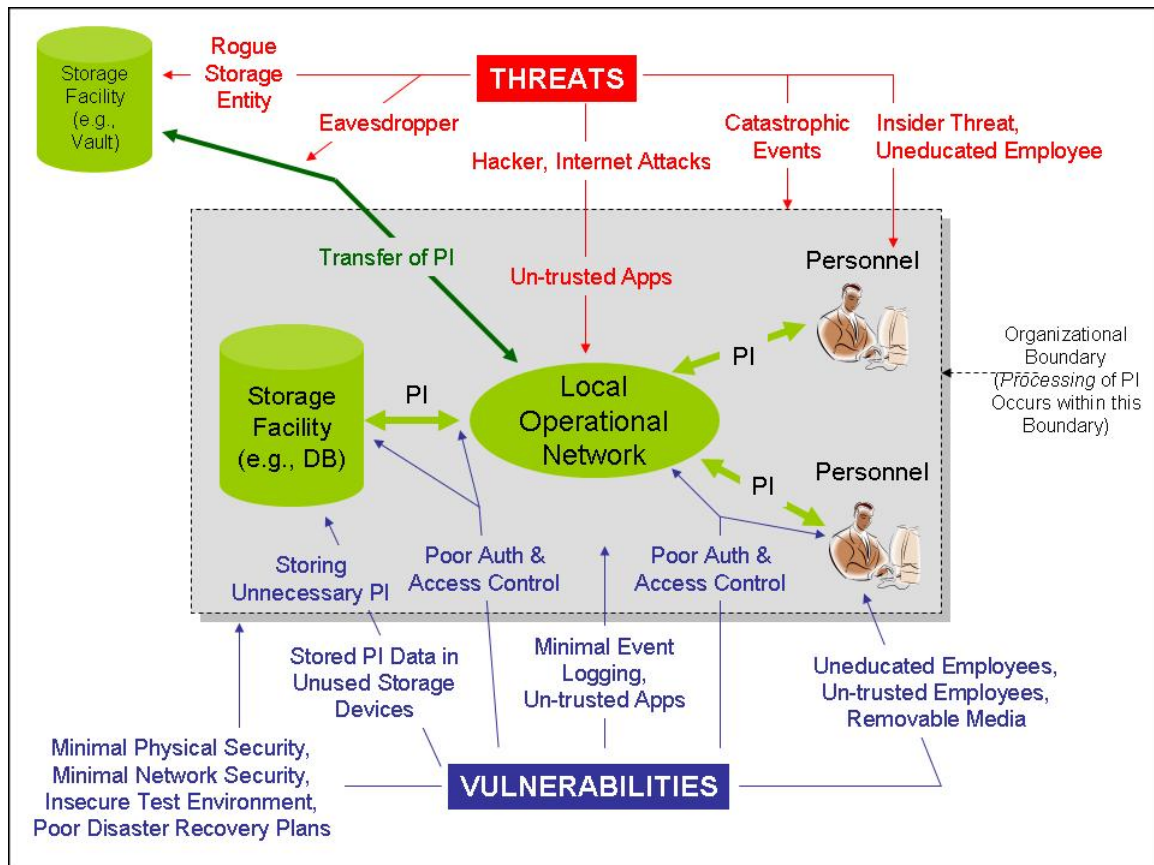 Storage
Facility
(e.g.,
Vault)
Rogue
Storage
Entity
THREATS
Eavesdropper
Hacker, Internet Attacks
Catastrophic
Events
Insider Threat,
Uneducated Employee
Transfer of PI
Un-trusted Apps
Personnel
Organizational
Boundary
(Processing of PI
Occurs within this
Boundary)
Storage
Facility
(e.g., DB)
PI
Local
Operational
Network
PI
PI
Personnel
Storing
Unnecessary PI
Poor Auth &
Access Control
Poor Auth &
Access Control
Stored PI Data in
Unused Storage
Devices
Minimal Event
Logging,
Un-trusted Apps
Uneducated Employees,
Un-trusted Employees,
Removable Media
Minimal Physical Security,
Minimal Network Security,
Insecure Test Environment,
Poor Disaster Recovery Plans
VULNERABILITIES